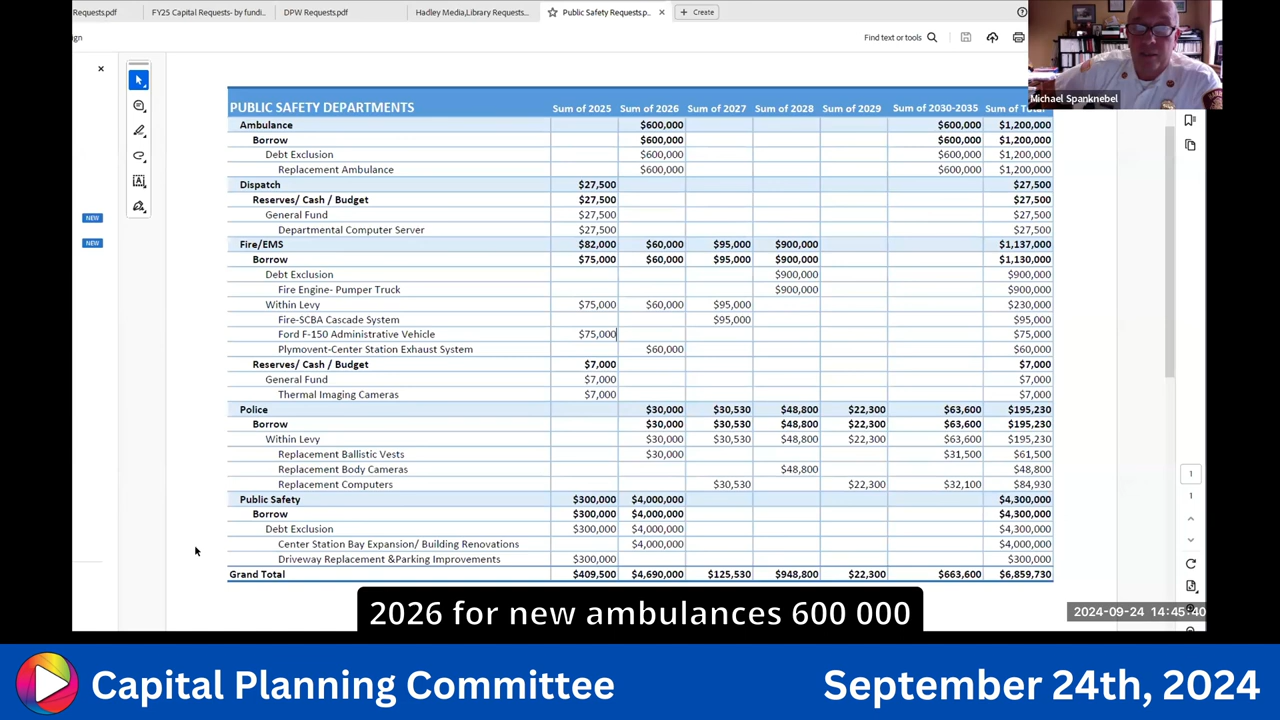 Requests.pdf FY25 Capital Requests- by fundi... DPW Requests.pdf Hadley Media,Library Requests... Public Safety Requests.p... × + Create
ign Find text or tools
Michael Spanknebel
PUBLIC SAFETY DEPARTMENTS Sum of 2025 Sum of 2026 Sum of 2027 Sum of 2028 Sum of 2029 Sum of 2030-2035 Sum of
Ambulance $600,000 $600,000 $1,200,000
Borrow $600,000 $600,000 $1,200,000
Debt Exclusion $600,000 $600,000 $1,200,000
Replacement Ambulance $600,000 $600,000 $1,200,000
Dispatch $27,500 $27,500
Reserves/ Cash / Budget $27,500 $27,500
General Fund $27,500 $27,500
Departmental Computer Server $27,500 $27,500
Fire/EMS $82,000 $60,000 $95,000 $900,000 $1,137,000
Borrow $75,000 $60,000 $95,000 $900,000 $1,130,000
Debt Exclusion $900,000 $900,000
Fire Engine- Pumper Truck $900,000 $900,000
Within Levy $75,000 $60,000 $95,000 $230,000
Fire-SCBA Cascade System $95,000 $95,000
Ford F-150 Administrative Vehicle $75,000 $75,000
Plymovent-Center Station Exhaust System $60,000 $60,000
Reserves/ Cash / Budget $7,000 $7,000
General Fund $7,000 $7,000
Thermal Imaging Cameras $7,000 $7,000
Police $30,000 $30,530 $48,800 $22,300 $63,600 $195,230
Borrow $30,000 $30,530 $48,800 $22,300 $63,600 $195,230
Within Levy $30,000 $30,530 $48,800 $22,300 $63,600 $195,230
Replacement Ballistic Vests $30,000 $31,500 $61,500
Replacement Body Cameras $48,800 $48,800
Replacement Computers $30,530 $22,300 $32,100 $84,930
Public Safety $300,000 $4,000,000 $4,300,000
Borrow $300,000 $4,000,000 $4,300,000
Debt Exclusion $300,000 $4,000,000 $4,300,000
Center Station Bay Expansion/ Building Renovations $4,000,000 $4,000,000
Driveway Replacement &Parking Improvements $300,000 $300,000
Grand Total $409,500 $4,690,000 $125,530 $948,800 $22,300 $663,600 $6,859,730
NEW
NEW
1
1
2026 for new ambulances 600 000
2024-09-24 14:45:40
Capital Planning Committee September 24th, 2024